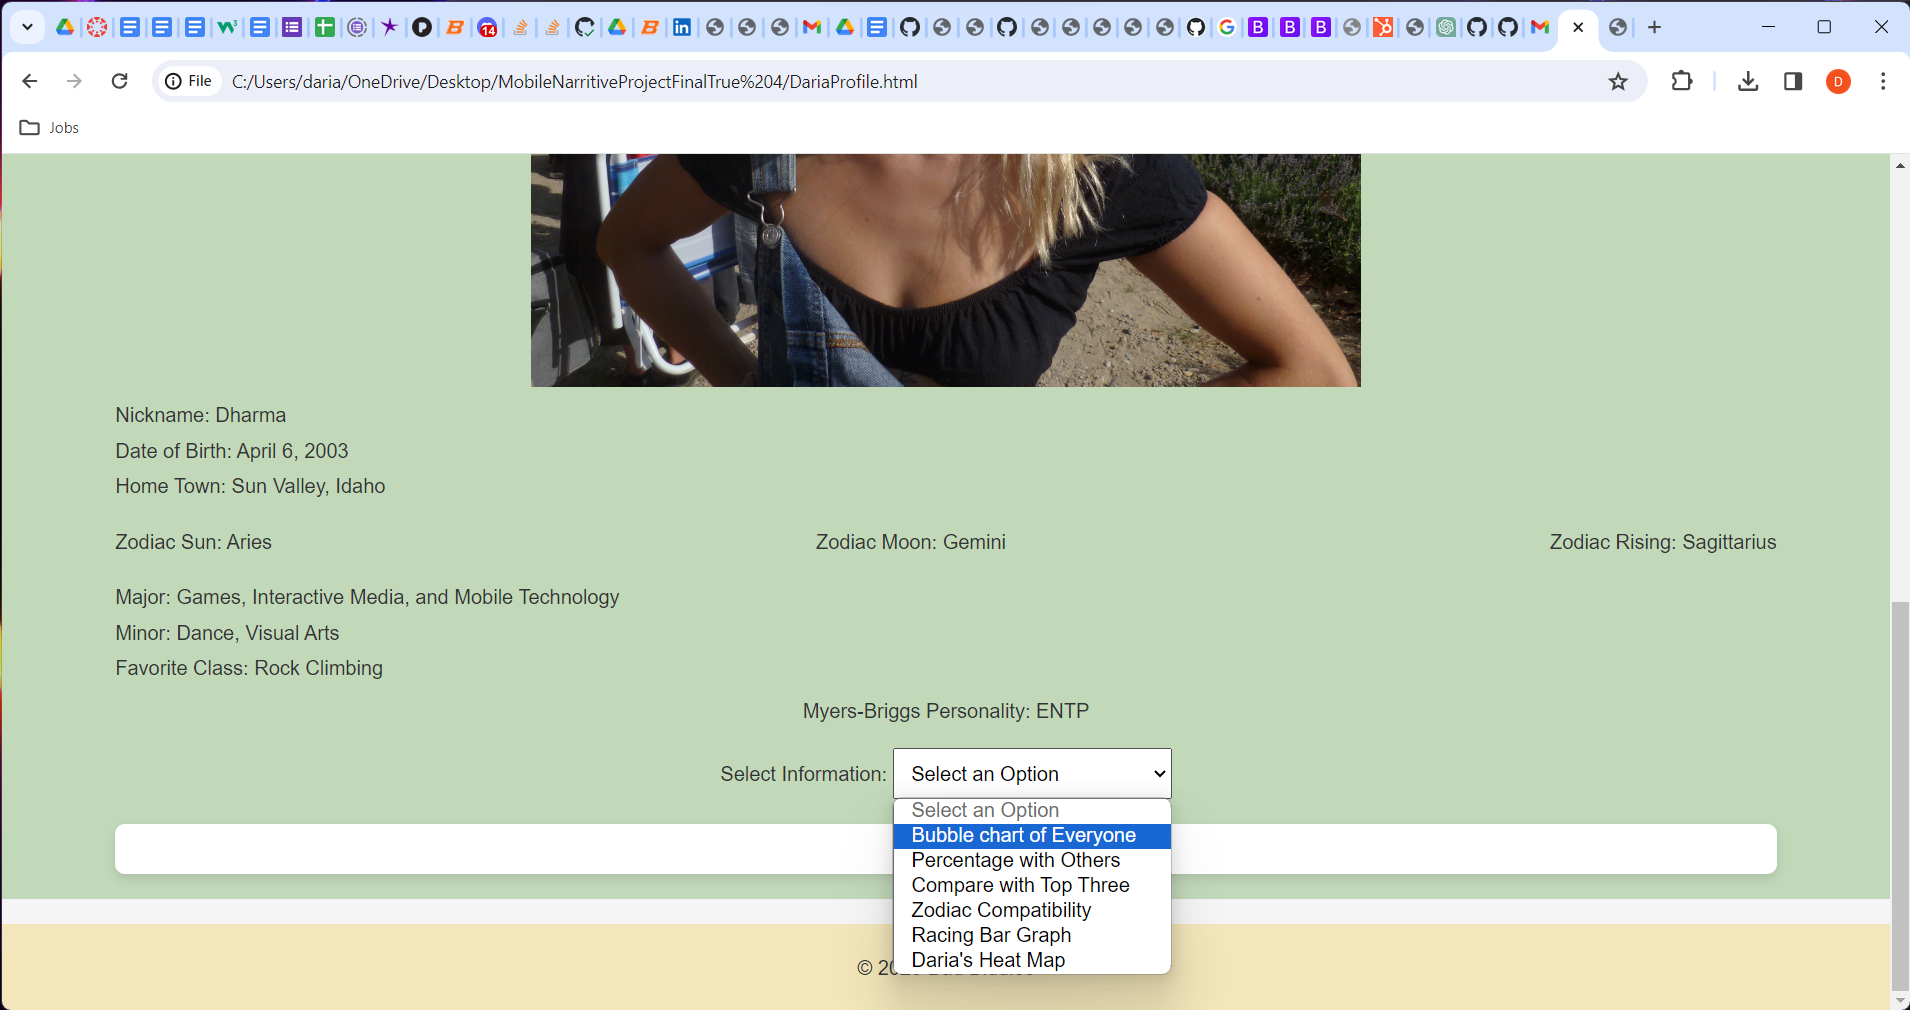 14
File
C:/Users/daria/OneDrive/Desktop/MobileNarritiveProjectFinalTrue%204/DariaProfile.html
D
Jobs
Nickname: Dharma
Date of Birth: April 6, 2003
Home Town: Sun Valley, Idaho
Zodiac Sun: Aries Zodiac Moon: Gemini Zodiac Rising: Sagittarius
Major: Games, Interactive Media, and Mobile Technology
Minor: Dance, Visual Arts
Favorite Class: Rock Climbing
Myers-Briggs Personality: ENTP
Select Information: Select an Option
Select an Option
Bubble chart of Everyone
Percentage with Others
Compare with Top Three
Zodiac Compatibility
Racing Bar Graph
Daria's Heat Map
©